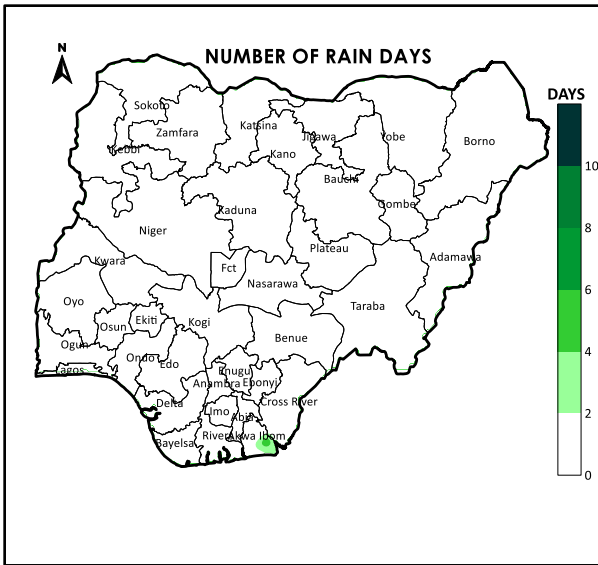 N
NUMBER OF RAIN DAYS
DAYS
Sokoto
Zamfara
Katsina
Jigawa
Yobe
Borno
Kebbi
Kano
Bauchi
Gombe
Kaduna
Niger
Plateau
Adamawa
Kwara
Fct
Nasarawa
Oyo
Taraba
Osun
Ekiti
Kogi
Benue
Ogun
Ondo
Edo
Lagos
Enugu
Anambra
Ebonyi
Delta
Imo
Abia
Cross River
Bayelsa
Rivers
Akwa Ibom
10
8
6
4
2
0